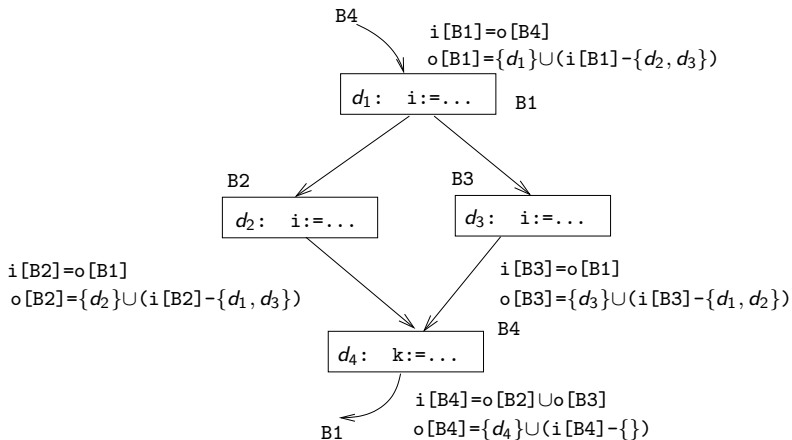 B4
i[B1]=o[B4]
o[B1]={d₁}∪(i[B1]-{d₂, d₃})
d₁: i:=...
B1
B2
B3
d₂: i:=...
d₃: i:=...
i[B2]=o[B1]
o[B2]={d₂}∪(i[B2]-{d₁, d₃})
i[B3]=o[B1]
o[B3]={d₃}∪(i[B3]-{d₁, d₂})
B4
d₄: k:=...
i[B4]=o[B2]∪o[B3]
o[B4]={d₄}∪(i[B4]-{})
B1